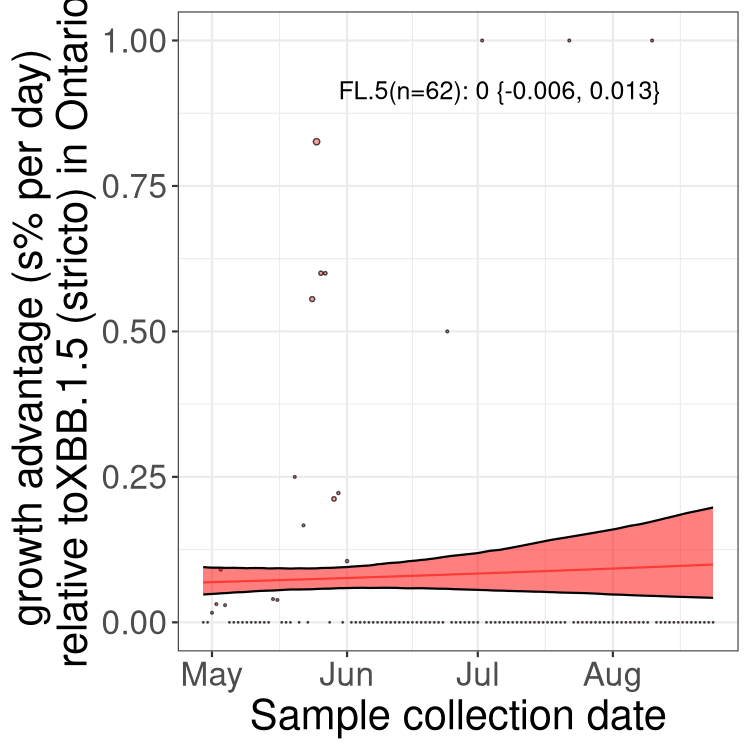 growth advantage (s% per day)
relative toXBB.1.5 (stricto) in Ontario
1.00
0.75
0.50
0.25
0.00
FL.5(n=62): 0 {-0.006, 0.013}
May Jun Jul Aug
Sample collection date